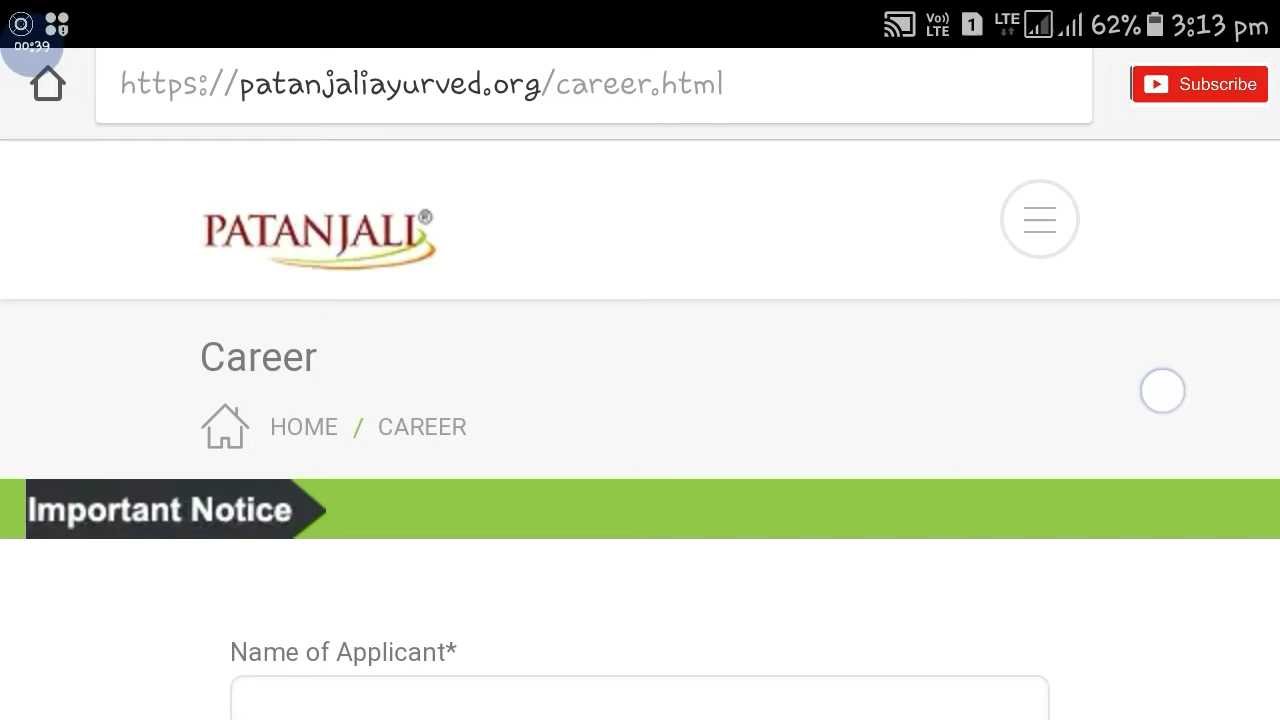 00:39
Vo))
LTE
1
LTE
62%
3:13 pm
https://patanjaliayurved.org/career.html
Subscribe
PATANJALI®
Career
HOME / CAREER
Important Notice
Name of Applicant*